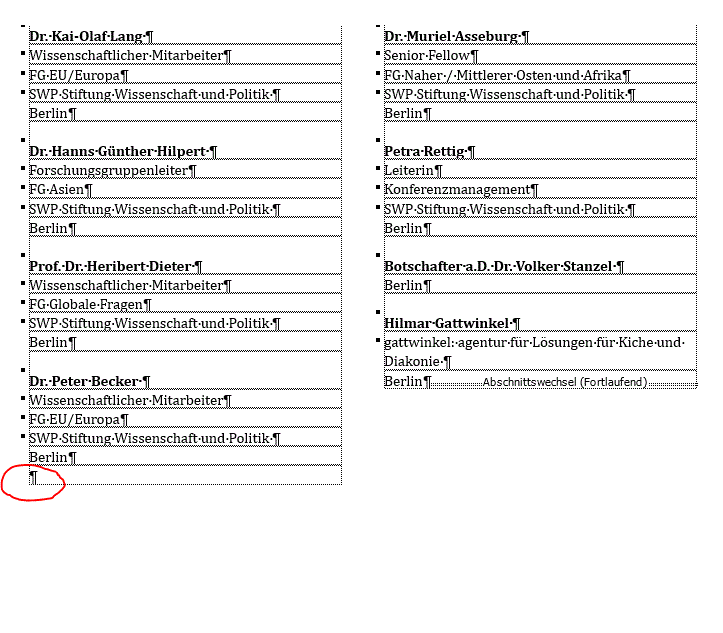 Dr. Kai-Olaf Lang ¶
Wissenschaftlicher Mitarbeiter¶
FG EU/Europa¶
SWP Stiftung Wissenschaft und Politik ¶
Berlin¶
Dr. Hanns Günther Hilpert ¶
Forschungsgruppenleiter¶
FG Asien¶
SWP Stiftung Wissenschaft und Politik ¶
Berlin¶
Prof. Dr. Heribert Dieter ¶
Wissenschaftlicher Mitarbeiter¶
FG Globale Fragen¶
SWP Stiftung Wissenschaft und Politik ¶
Berlin¶
Dr. Peter Becker ¶
Wissenschaftlicher Mitarbeiter¶
FG EU/Europa¶
SWP Stiftung Wissenschaft und Politik ¶
Berlin¶
¶
Dr. Muriel Asseburg ¶
Senior Fellow¶
FG Naher / Mittlerer Osten und Afrika¶
SWP Stiftung Wissenschaft und Politik ¶
Berlin¶
Petra Rettig ¶
Leiterin¶
Konferenzmanagement¶
SWP Stiftung Wissenschaft und Politik ¶
Berlin¶
Botschafter a.D. Dr. Volker Stanzel ¶
Berlin¶
Hilmar Gattwinkel ¶
gattwinkel: agentur für Lösungen für Kiche und
Diakonie ¶
Berlin¶ Abschnittswechsel (Fortlaufend)